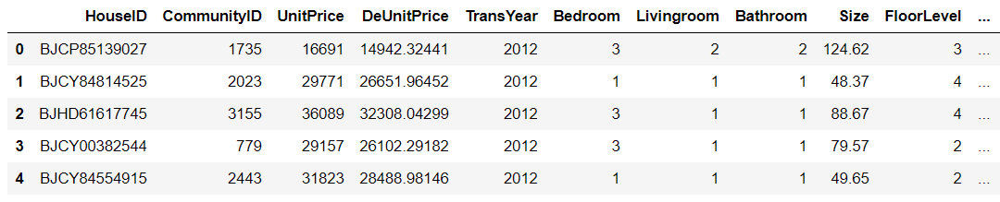 HouseID CommunityID UnitPrice DeUnitPrice TransYear Bedroom Livingroom Bathroom Size FloorLevel ...
0 BJCP85139027 1735 16691 14942.32441 2012 3 2 2 124.62 3 ...
1 BJCY84814525 2023 29771 26651.96452 2012 1 1 1 48.37 4 ...
2 BJHD61617745 3155 36089 32308.04299 2012 3 1 1 88.67 4 ...
3 BJCY00382544 779 29157 26102.29182 2012 3 1 1 79.57 2 ...
4 BJCY84554915 2443 31823 28488.98146 2012 1 1 1 49.65 2 ...